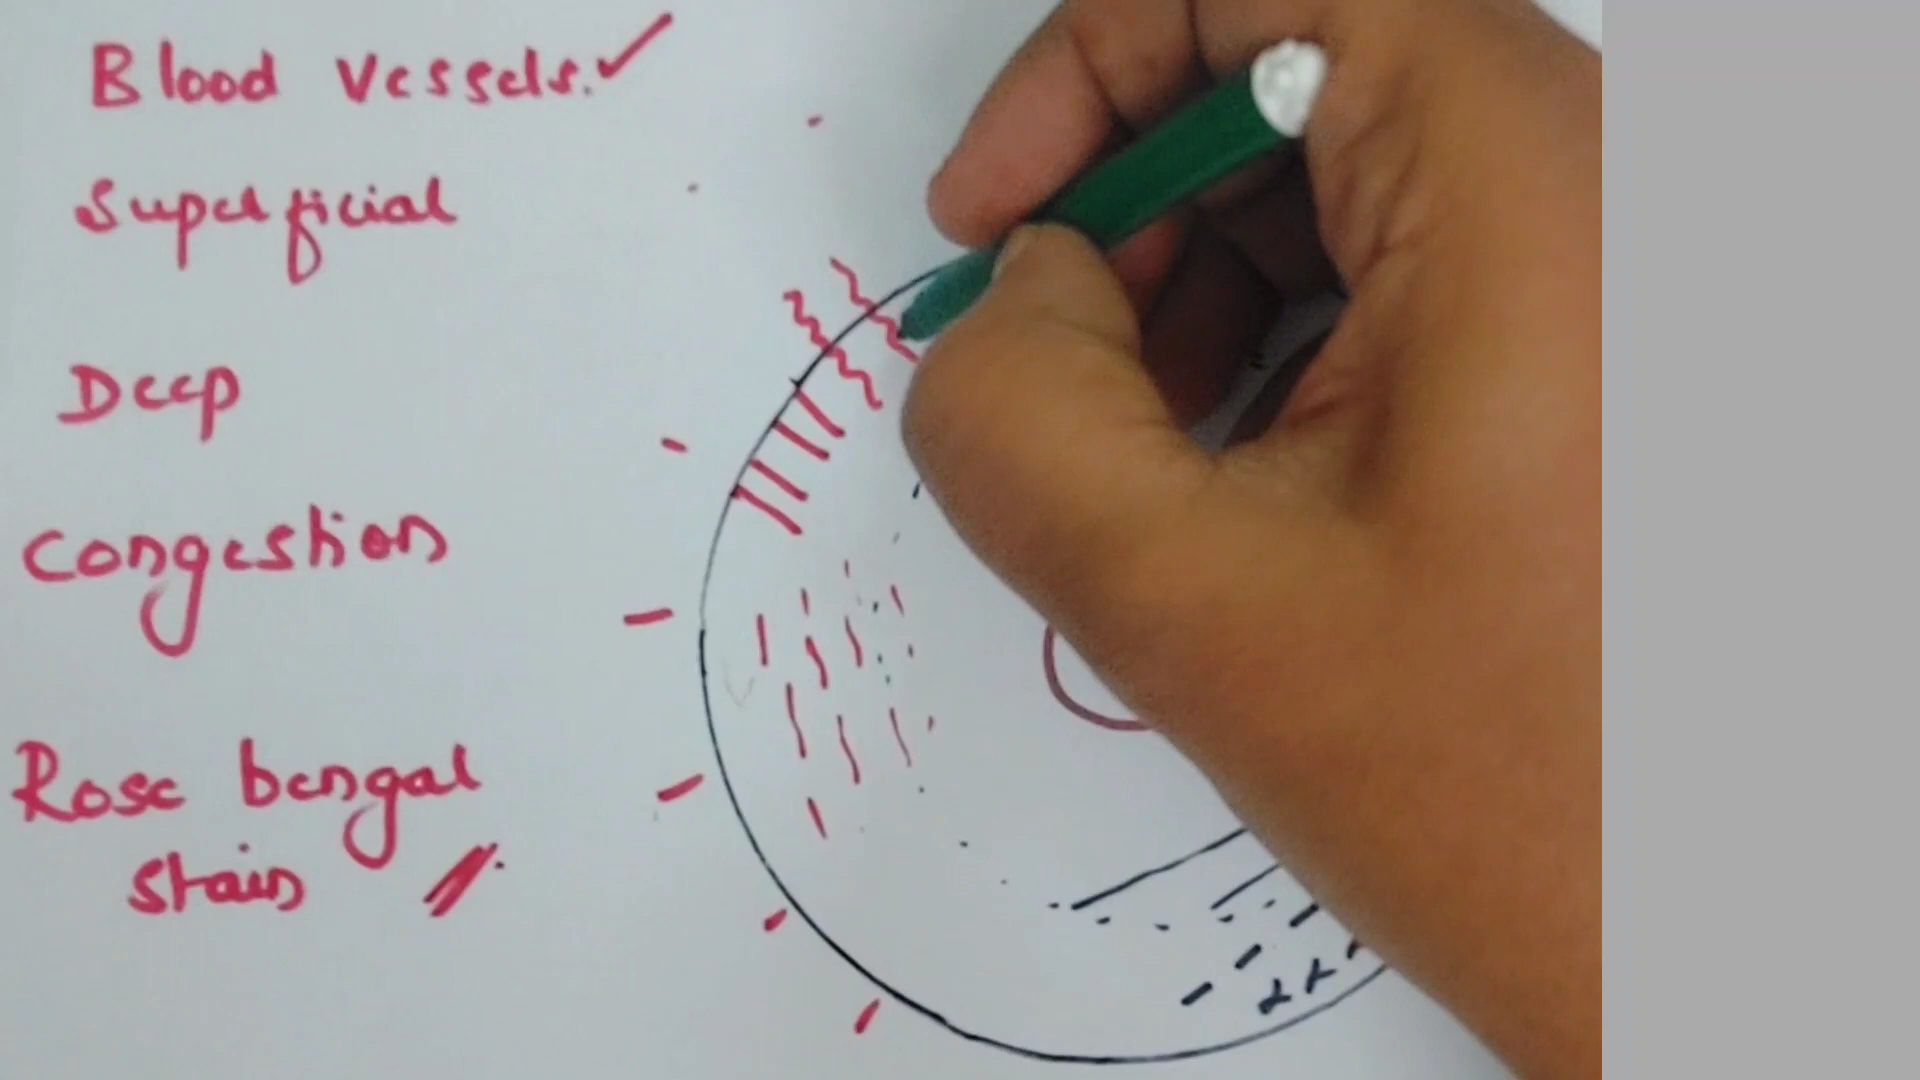 Blood vessels.
Superficial
Deep
Congestion
Rose bengal
stain